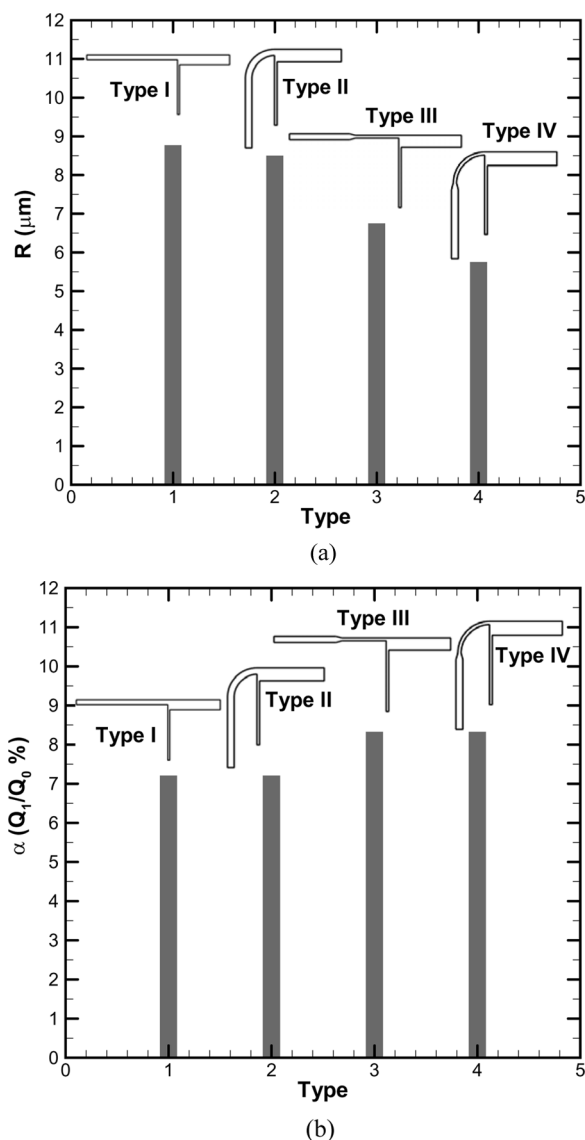 12
11
10
9
8
7
6
5
4
3
2
1
0
R (μm)
Type I
Type II
Type III
Type IV
0 1 2 3 4 5
Type
(a)
12
11
10
9
8
7
6
5
4
3
2
1
0
α (Q₁/Q₀ %)
Type I
Type II
Type III
Type IV
0 1 2 3 4 5
Type
(b)